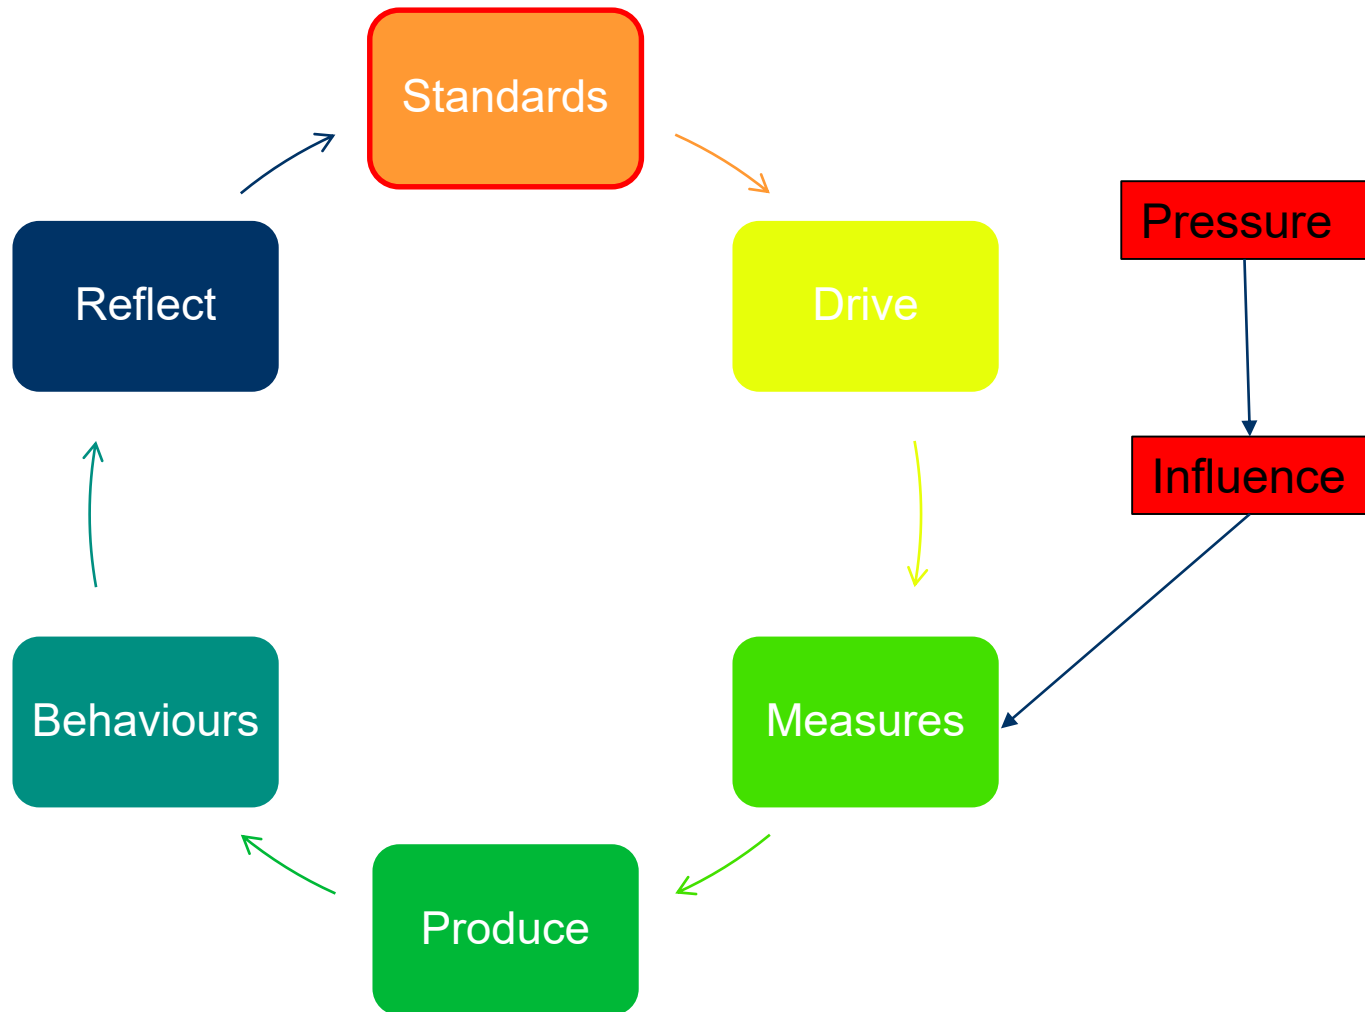 Standards
Drive
Pressure
Reflect
Influence
Measures
Behaviours
Produce